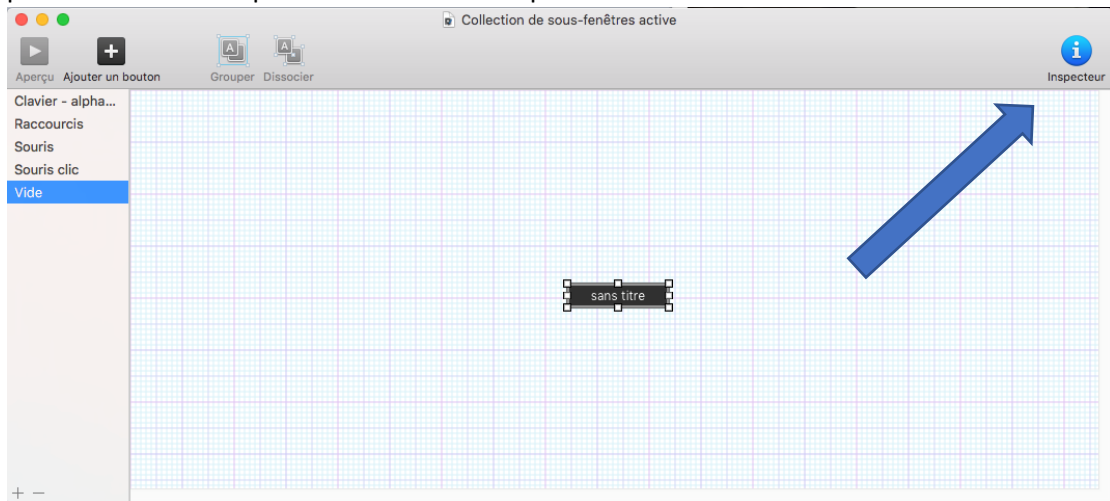 Collection de sous-fenêtres active
Aperçu Ajouter un bouton Grouper Dissocier Inspecteur
Clavier - alpha...
Raccourcis
Souris
Souris clic
Vide
sans titre